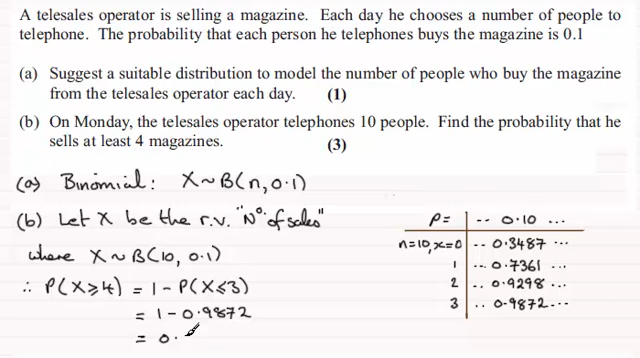 A telesales operator is selling a magazine. Each day he chooses a number of people to
telephone. The probability that each person he telephones buys the magazine is 0.1
(a) Suggest a suitable distribution to model the number of people who buy the magazine
from the telesales operator each day. (1)
(b) On Monday, the telesales operator telephones 10 people. Find the probability that he
sells at least 4 magazines. (3)
(a) Binomial: X~B(n, 0.1)
(b) Let X be the r.v. "Nº. of sales"
where X~B(10, 0.1)
∴ P(X⩾4) = 1 - P(X≤3)
= 1 - 0.9872
= 0.
P= -- 0.10 ...
n=10, x=0 .. 0.3487 ...
1 ... 0.7361 ...
2 .. 0.9298 ...
3 .. 0.9872 ...